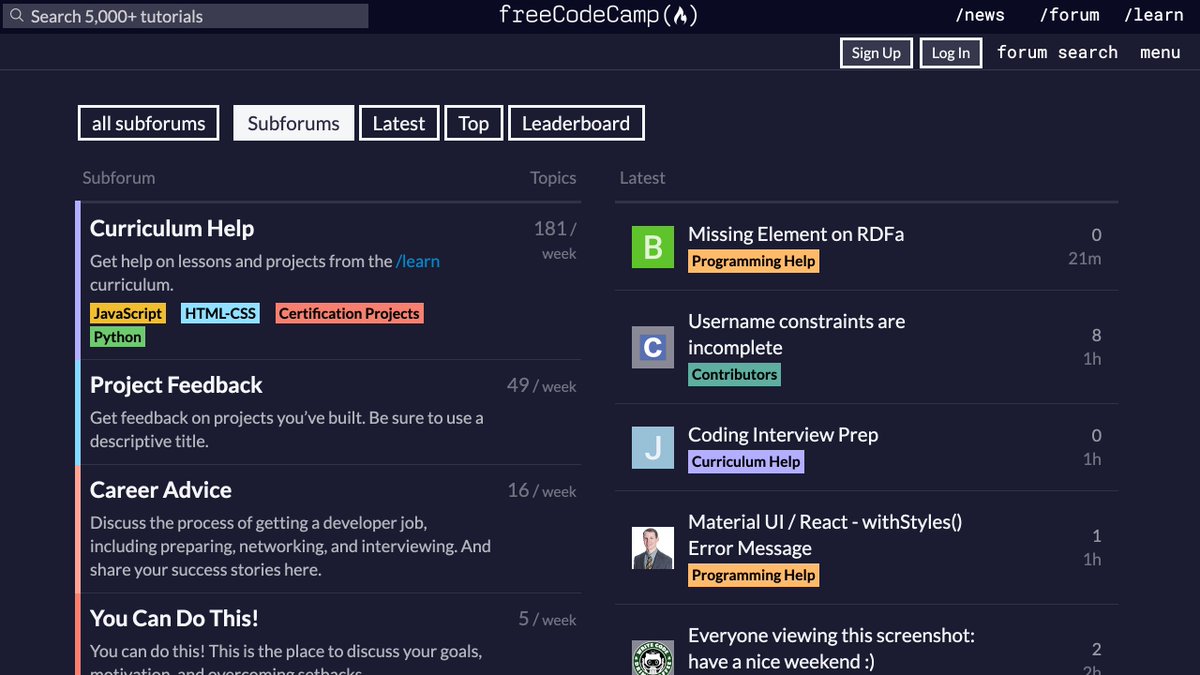 Search 5,000+ tutorials
freeCodeCamp
/news /forum /learn
Sign Up Log In forum search menu
all subforums Subforums Latest Top Leaderboard
Subforum Topics
Curriculum Help 181 /
week
Get help on lessons and projects from the /learn
curriculum.
JavaScript HTML-CSS Certification Projects
Python
Project Feedback 49 / week
Get feedback on projects you’ve built. Be sure to use a
descriptive title.
Career Advice 16 / week
Discuss the process of getting a developer job,
including preparing, networking, and interviewing. And
share your success stories here.
You Can Do This! 5 / week
You can do this! This is the place to discuss your goals,
motivation, and overcoming setbacks.
Latest
B Missing Element on RDFa 0
Programming Help 21m
Username constraints are
C incomplete 8
Contributors 1h
J Coding Interview Prep 0
Curriculum Help 1h
Material UI / React - withStyles()
Error Message 1
Programming Help 1h
Everyone viewing this screenshot:
have a nice weekend :) 2
2h